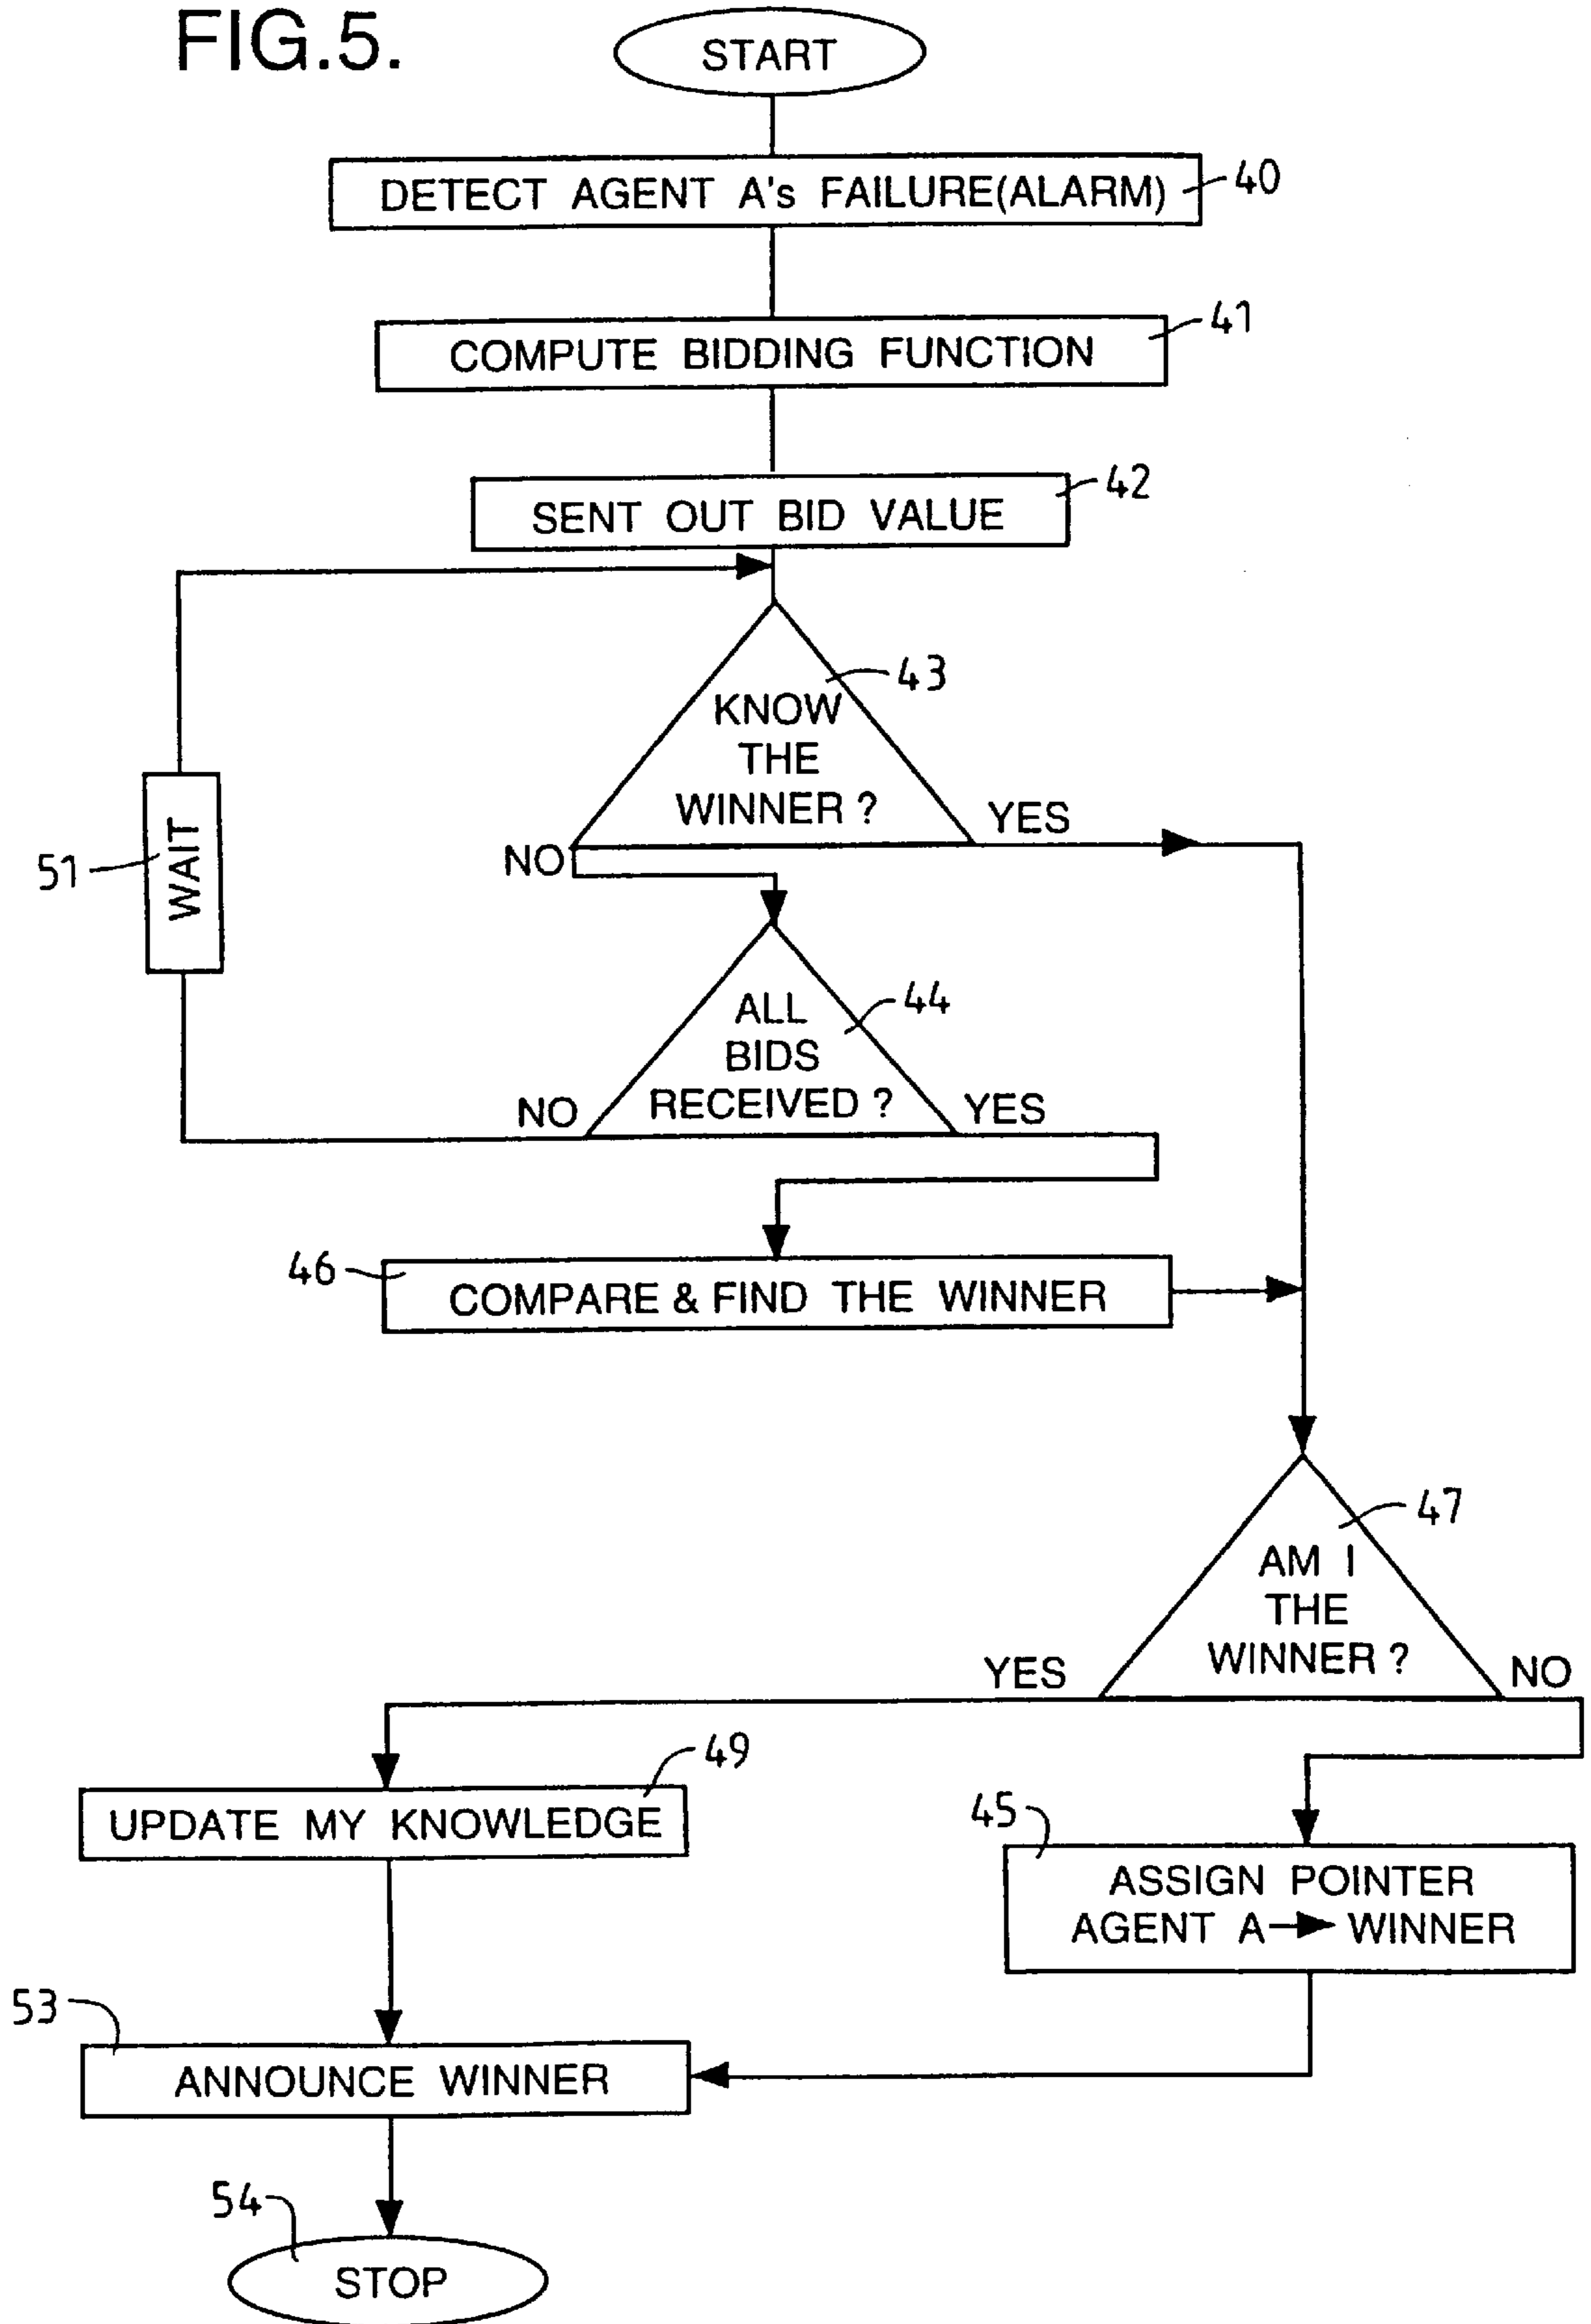 FIG.5.
START
DETECT AGENT A's FAILURE(ALARM)
40
COMPUTE BIDDING FUNCTION
41
SENT OUT BID VALUE
42
KNOW
THE
WINNER ?
43
YES
NO
WAIT
51
ALL
BIDS
RECEIVED ?
44
NO
YES
46
COMPARE & FIND THE WINNER
AM I
THE
WINNER ?
47
YES
NO
UPDATE MY KNOWLEDGE
49
45
ASSIGN POINTER
AGENT A → WINNER
53
ANNOUNCE WINNER
54
STOP